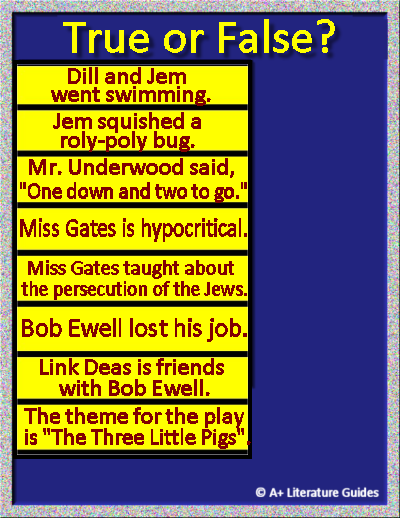 True or False?
Dill and Jem
went swimming.
Jem squished a
roly-poly bug.
Mr. Underwood said,
"One down and two to go."
Miss Gates is hypocritical.
Miss Gates taught about
the persecution of the Jews.
Bob Ewell lost his job.
Link Deas is friends
with Bob Ewell.
The theme for the play
is "The Three Little Pigs".
© A+ Literature Guides